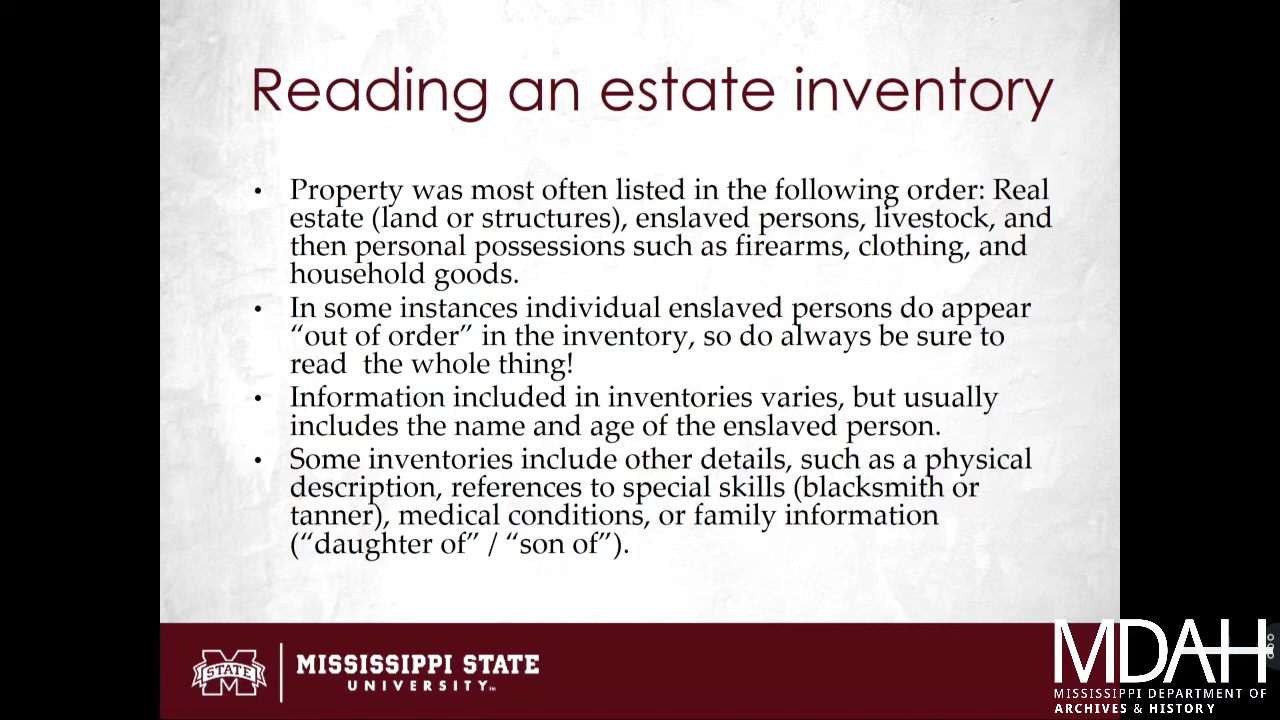 Reading an estate inventory
• Property was most often listed in the following order: Real
estate (land or structures), enslaved persons, livestock, and
then personal possessions such as firearms, clothing, and
household goods.
• In some instances individual enslaved persons do appear
“out of order” in the inventory, so do always be sure to
read  the whole thing!
• Information included in inventories varies, but usually
includes the name and age of the enslaved person.
• Some inventories include other details, such as a physical
description, references to special skills (blacksmith or
tanner), medical conditions, or family information
(“daughter of” / “son of”).
STATE
MISSISSIPPI STATE
UNIVERSITY™
MDAH
MISSISSIPPI DEPARTMENT OF
ARCHIVES & HISTORY